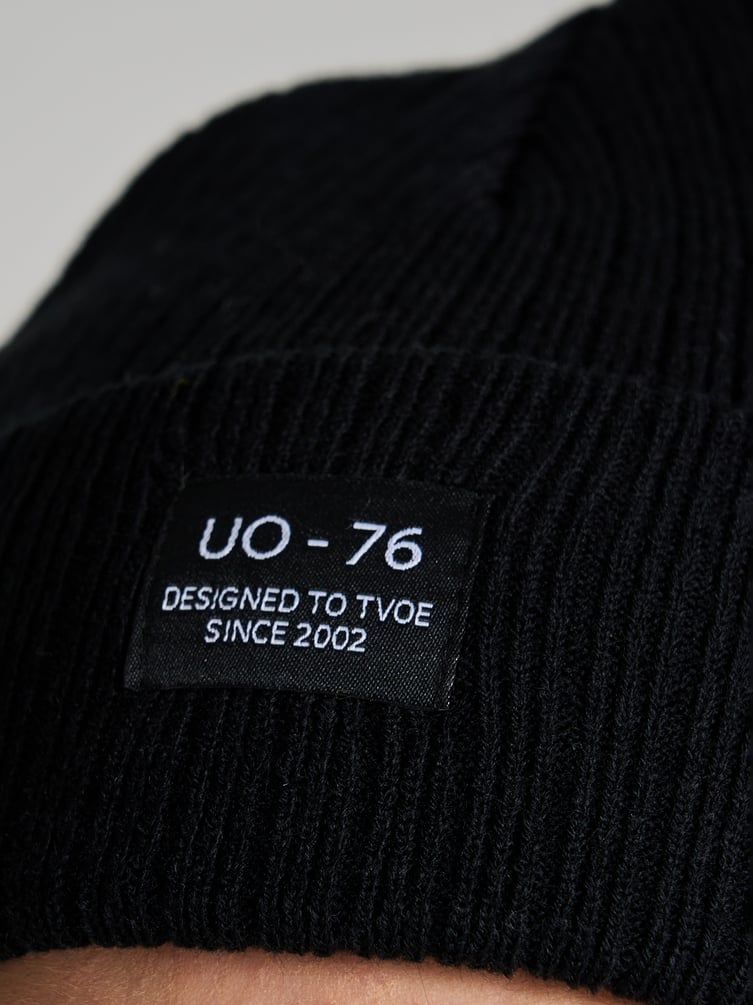 UO - 76
DESIGNED TO TVOE
SINCE 2002